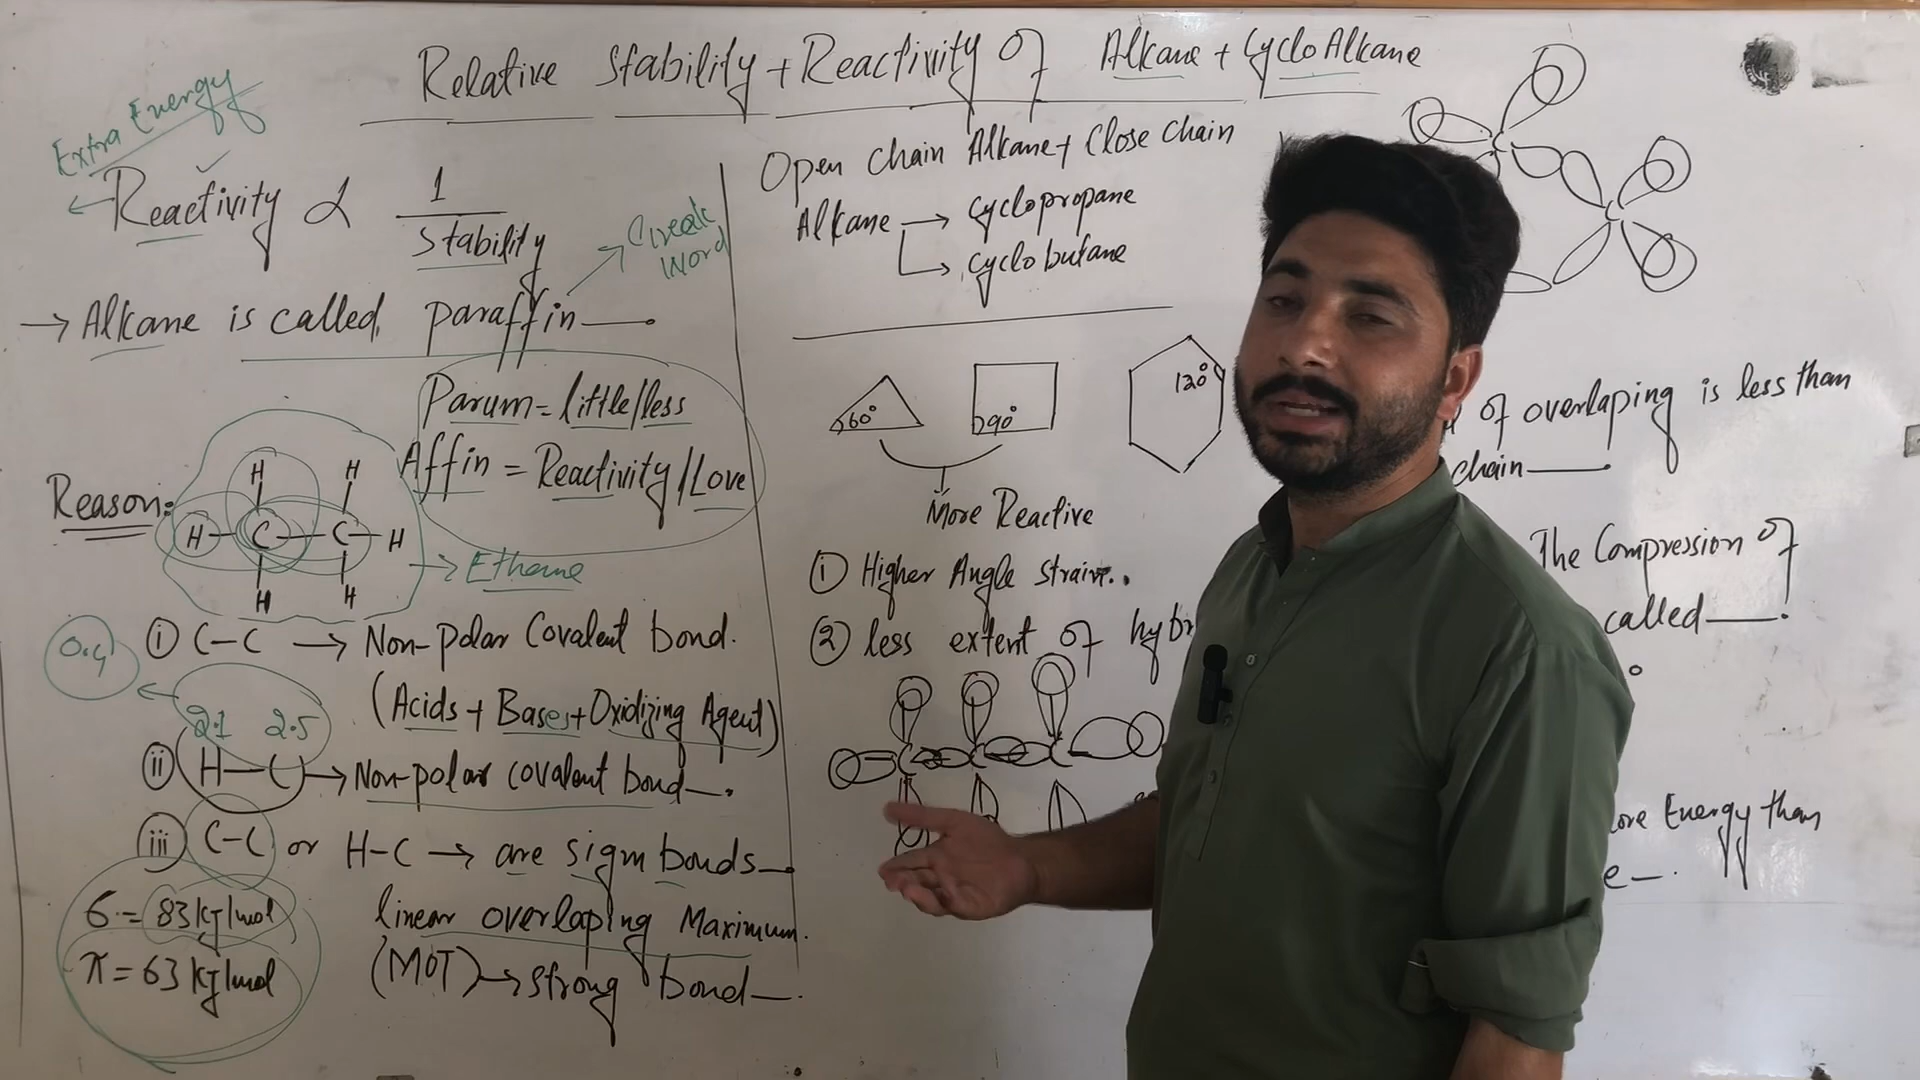 Relative Stability + Reactivity Of Alkane + CycloAlkane
Extra Energy
Reactivity α 1
Stability
Word
→ Alkane is called paraffin —.
Parum = little/less
Affin = Reactivity/Love
Reason:
H H
H - C - C - H
H H
→ Ethane
i C-C → Non-polar Covalent bond.
0.4
(Acids + Bases + Oxidizing Agent)
2.1 2.5
ii H-C → Non-polar covalent bond —.
iii C-C or H-C → are sigm bonds —.
6 = 83 kJ/mol
linear overlaping Maximum.
π = 63 kJ/mol
(MOT) → strong bond —.
Open chain Alkane + Close chain
Alkane → cyclopropane
→ cyclobutane
60° 90° 120°
More Reactive
① Higher Angle strain..
② less extent of hybr
of overlaping is less than
chain —.
The Compression of
called —.
ore Energy than
e —.